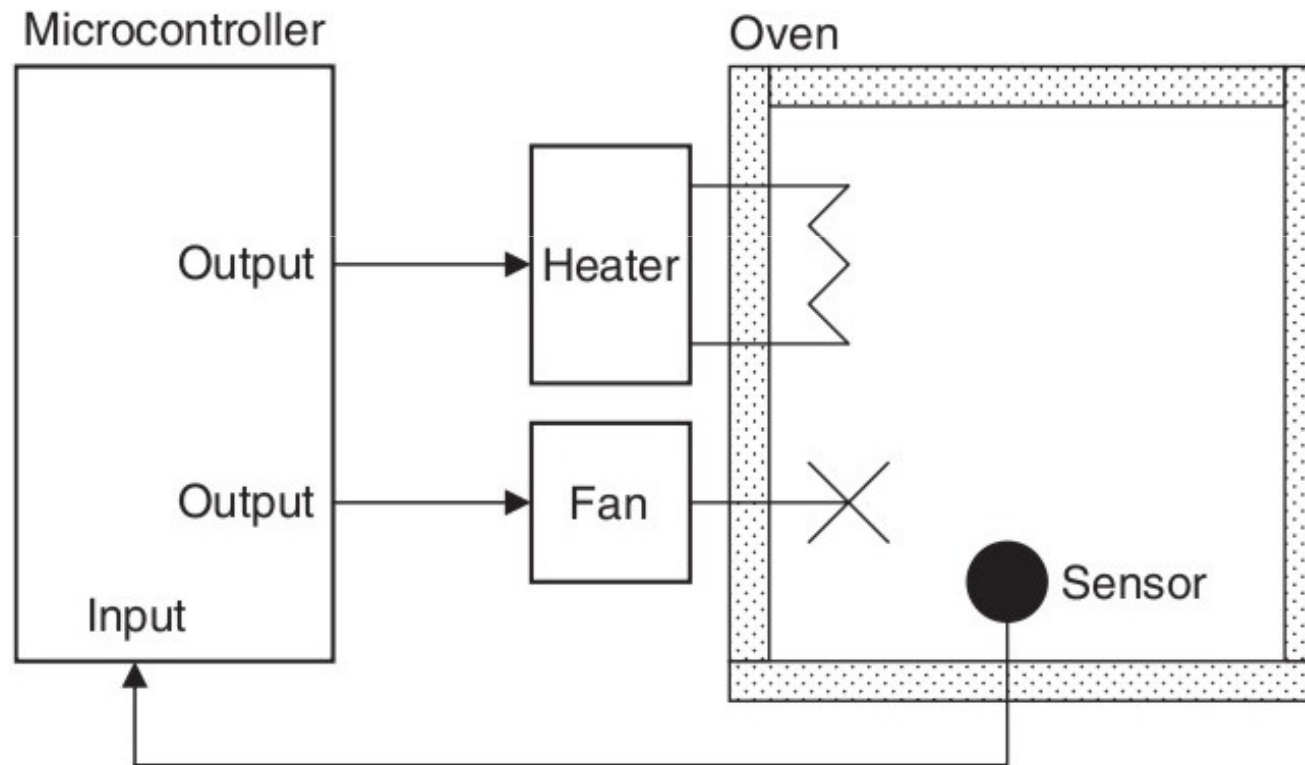 Microcontroller
Oven
Output
Heater
Output
Fan
Sensor
Input